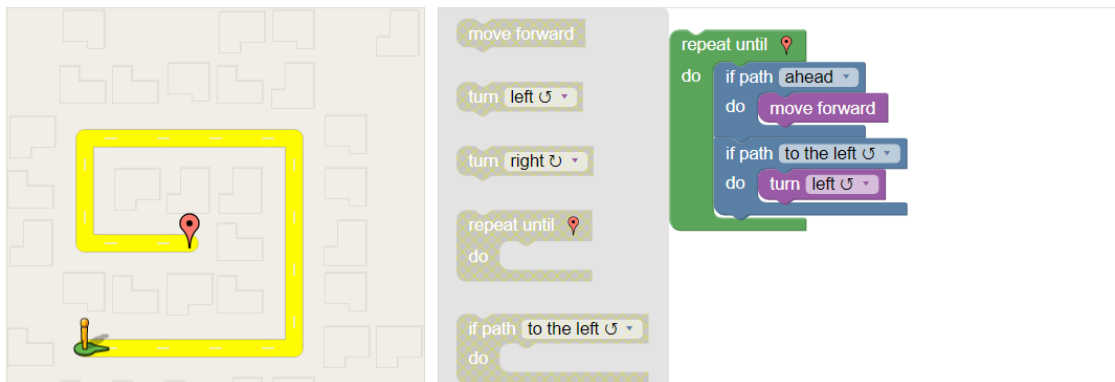 move forward
turn left ↺
turn right ↻
repeat until
do
if path to the left ↺
do
repeat until
do
if path ahead
do
move forward
if path to the left ↺
do
turn left ↺